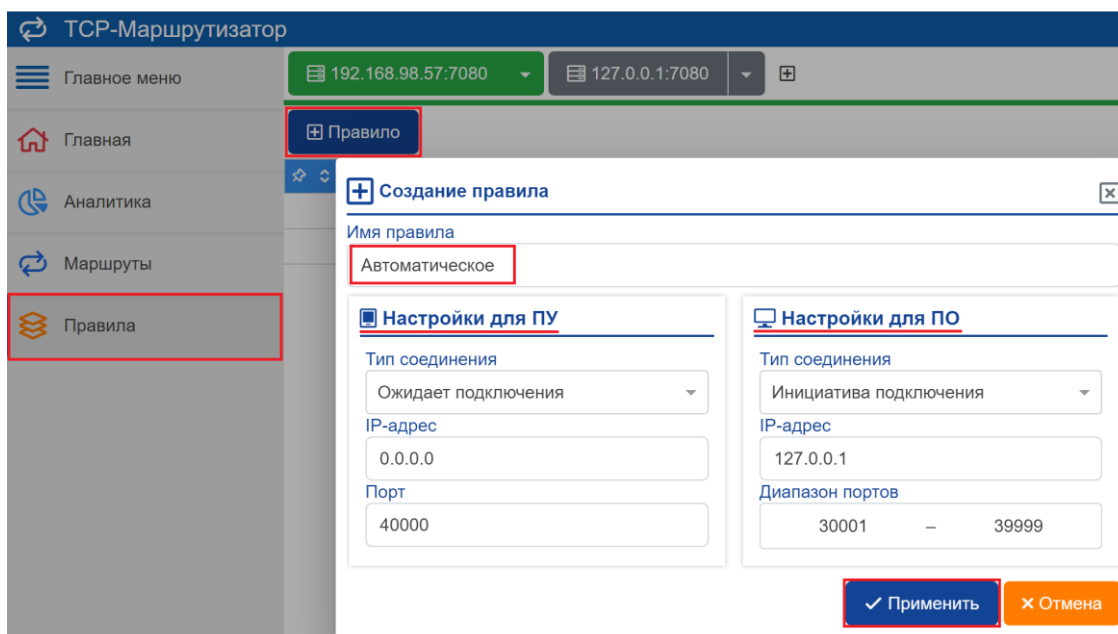 TCP-Маршрутизатор
Главное меню
192.168.98.57:7080
127.0.0.1:7080
Главная
Аналитика
Маршруты
Правила
Правило
Создание правила
Имя правила
Автоматическое
Настройки для ПУ
Тип соединения
Ожидает подключения
IP-адрес
0.0.0.0
Порт
40000
Настройки для ПО
Тип соединения
Инициатива подключения
IP-адрес
127.0.0.1
Диапазон портов
30001 – 39999
Применить
Отмена